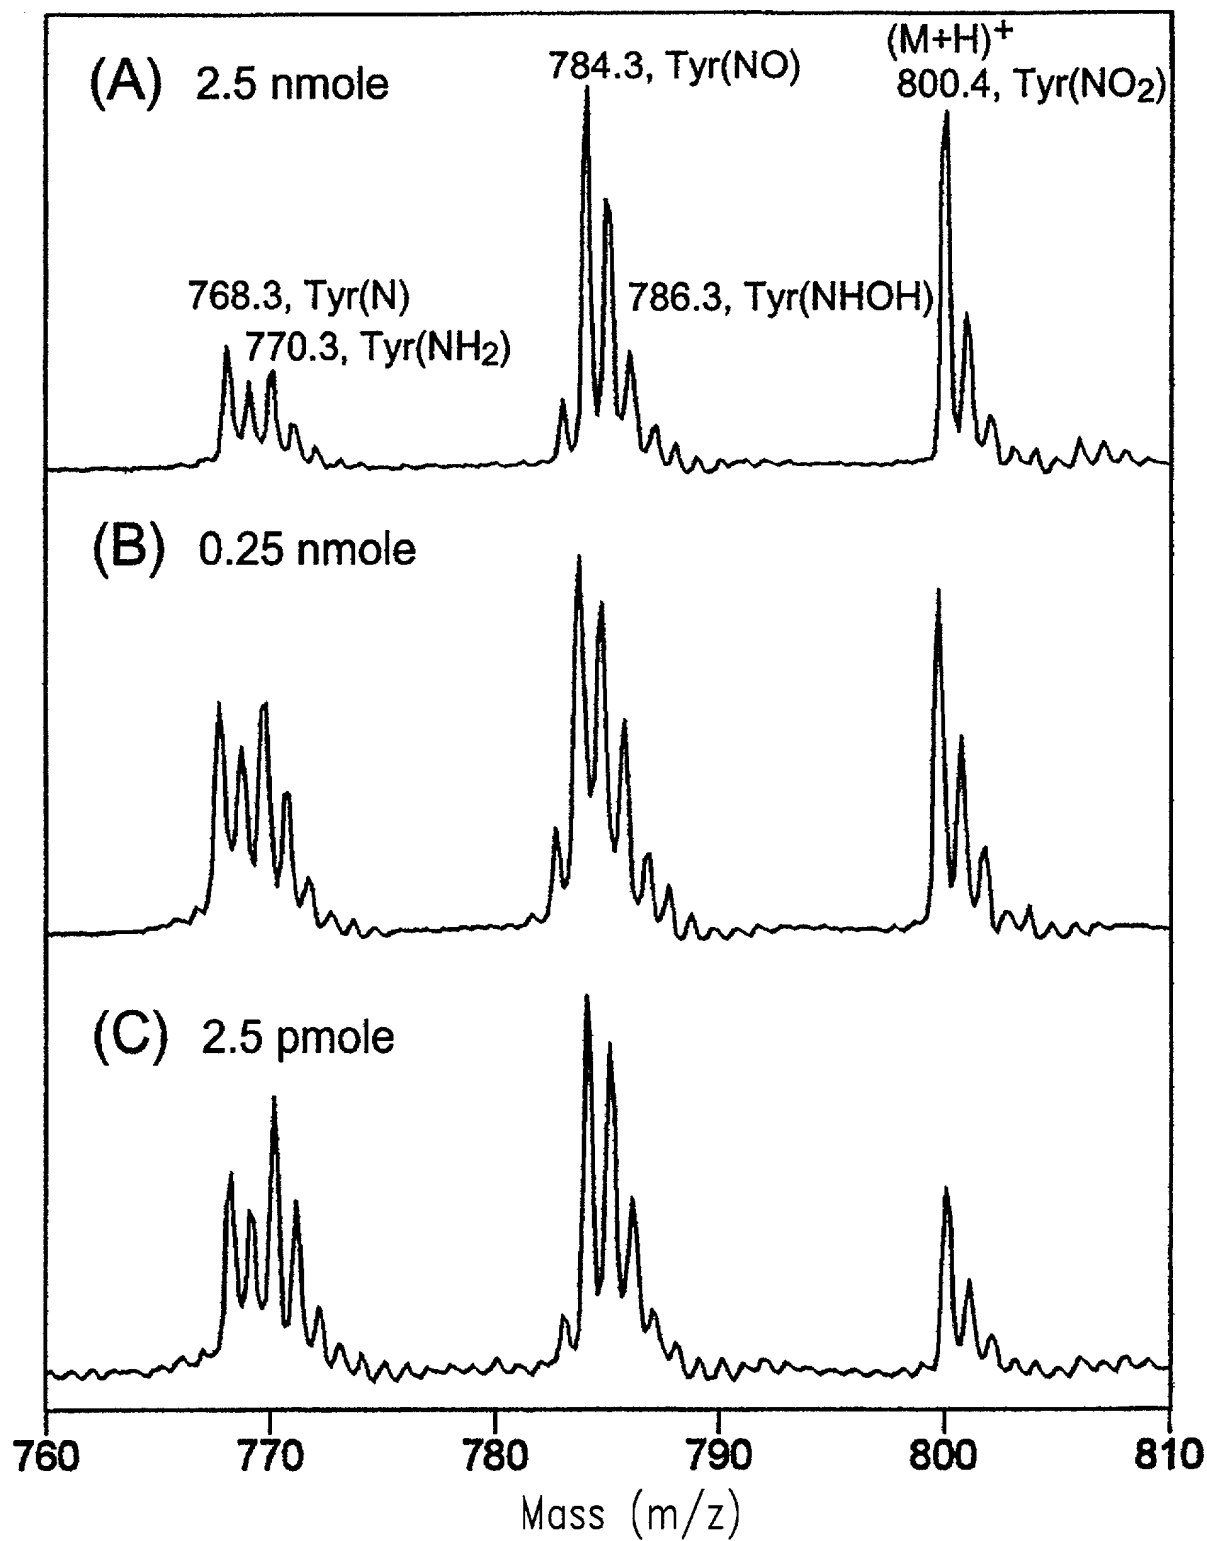 (M+H)⁺
(A) 2.5 nmole
784.3, Tyr(NO)
800.4, Tyr(NO₂)
768.3, Tyr(N)
786.3, Tyr(NHOH)
770.3, Tyr(NH₂)
(B) 0.25 nmole
(C) 2.5 pmole
760 770 780 790 800 810
Mass (m/z)